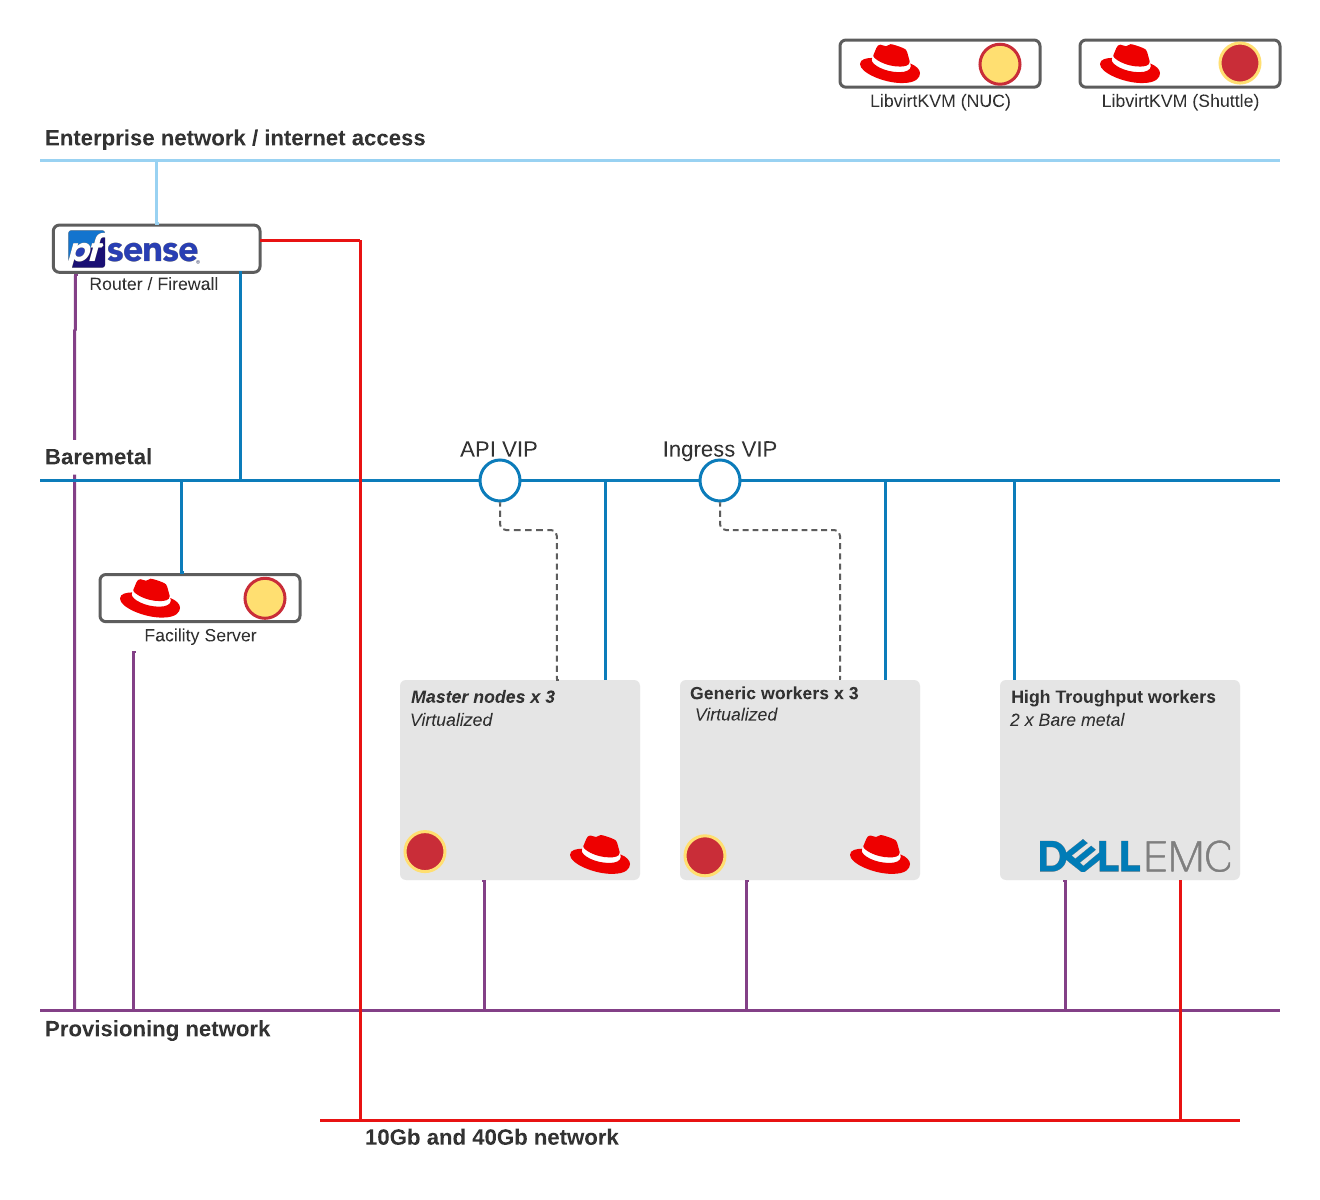 LibvirtKVM (NUC)
LibvirtKVM (Shuttle)
Enterprise network / internet access
pfsense
Router / Firewall
Baremetal
API VIP
Ingress VIP
Facility Server
Master nodes x 3
Virtualized
Generic workers x 3
Virtualized
High Troughput workers
2 x Bare metal
DELLEMC
Provisioning network
10Gb and 40Gb network